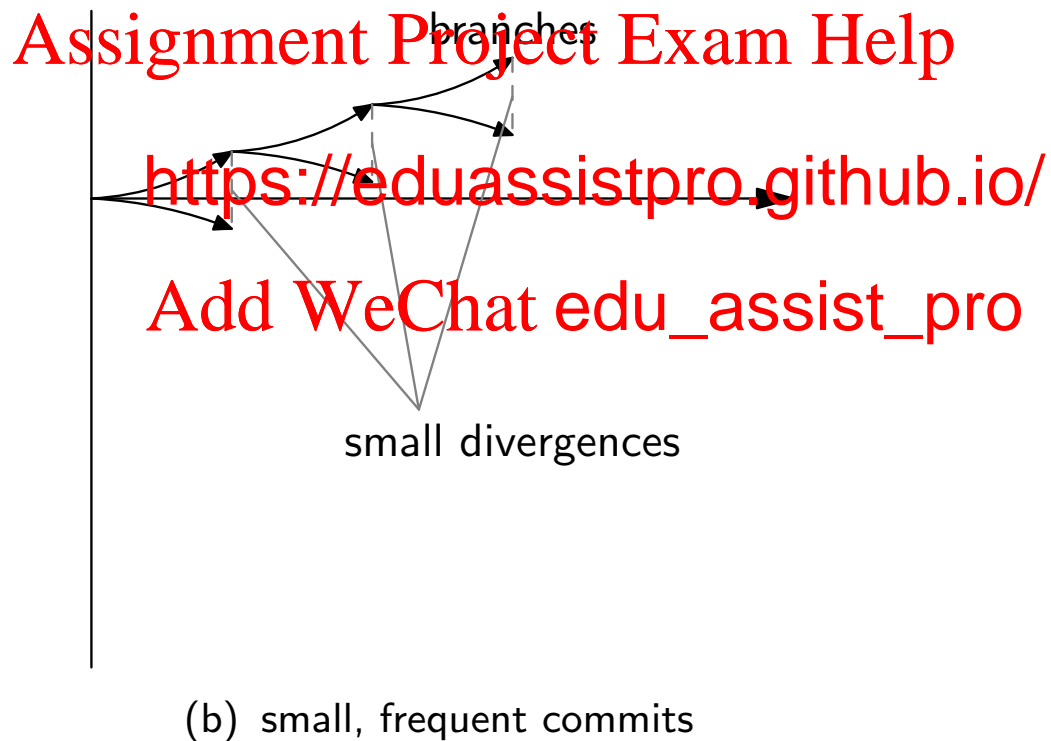 branches
Assignment Project Exam Help
https://eduassistpro.github.io/
Add WeChat edu_assist_pro
small divergences
(b) small, frequent commits